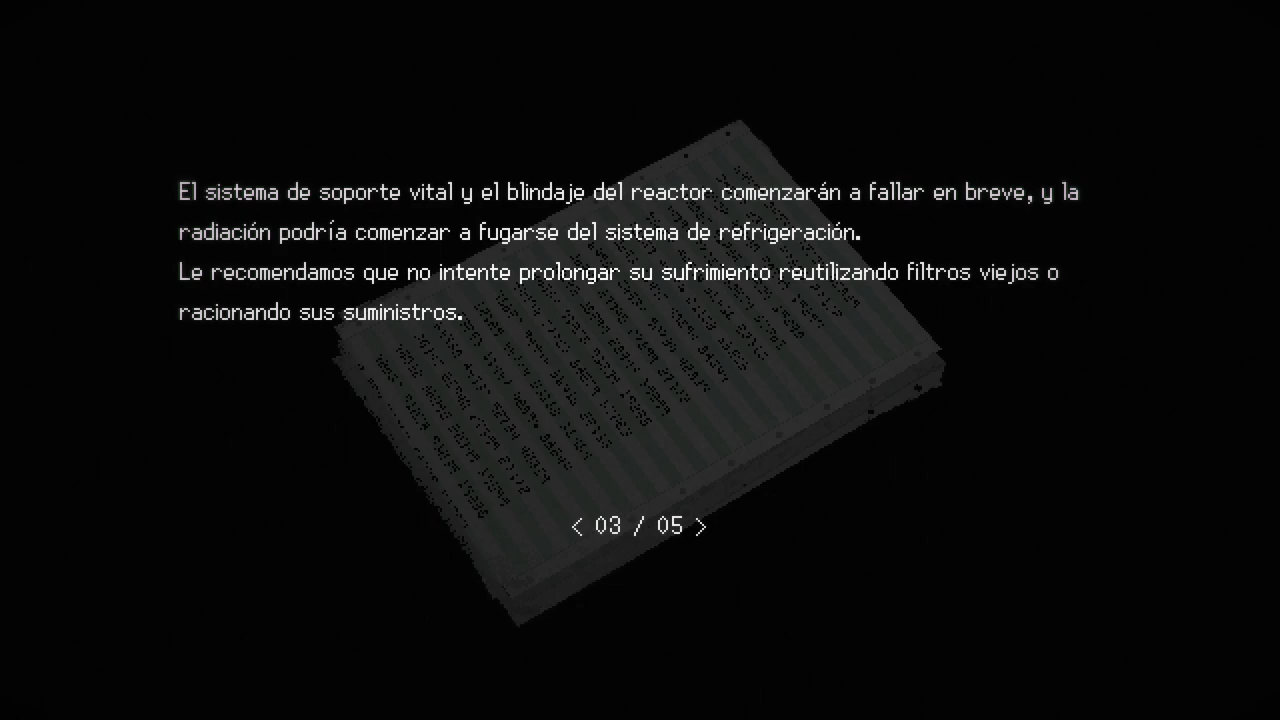 El sistema de soporte vital y el blindaje del reactor comenzarán a fallar en breve, y la
radiación podría comenzar a fugarse del sistema de refrigeración.
Le recomendamos que no intente prolongar su sufrimiento reutilizando filtros viejos o
racionando sus suministros.
< 03 / 05 >